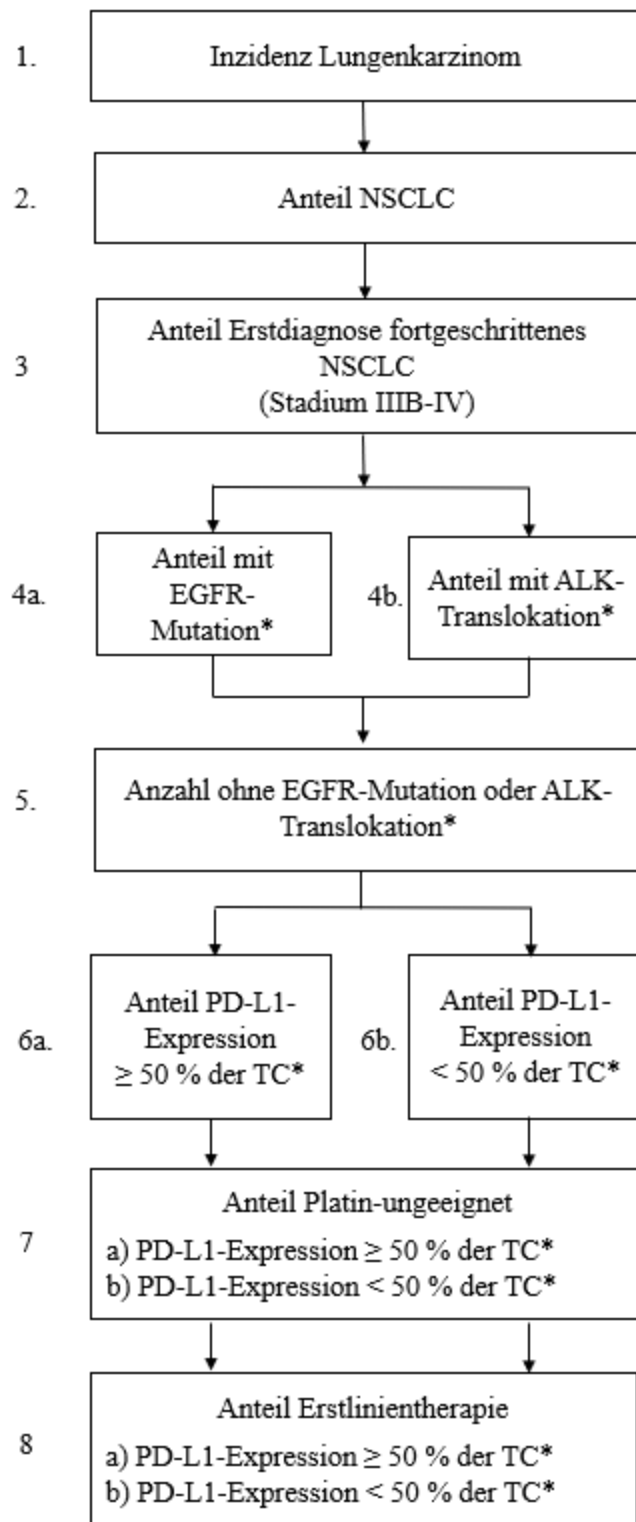 1.
Inzidenz Lungenkarzinom
2.
Anteil NSCLC
3
Anteil Erstdiagnose fortgeschrittenes
NSCLC
(Stadium IIIB-IV)
4a.
Anteil mit
EGFR-
Mutation*
4b.
Anteil mit ALK-
Translokation*
5.
Anzahl ohne EGFR-Mutation oder ALK-
Translokation*
6a.
Anteil PD-L1-
Expression
≥ 50 % der TC*
6b.
Anteil PD-L1-
Expression
< 50 % der TC*
7
Anteil Platin-ungeeignet
a) PD-L1-Expression ≥ 50 % der TC*
b) PD-L1-Expression < 50 % der TC*
8
Anteil Erstlinientherapie
a) PD-L1-Expression ≥ 50 % der TC*
b) PD-L1-Expression < 50 % der TC*